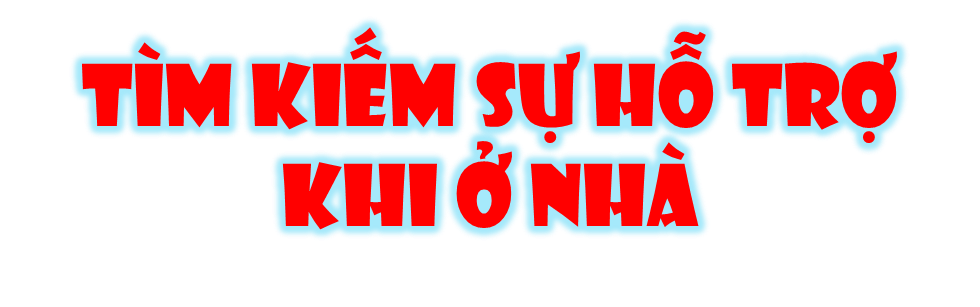 TÌM KIẾM SỰ HỖ TRỢ
KHI Ở NHÀ